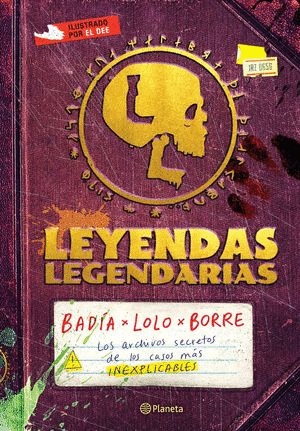 ILUSTRADO
POR EL DEE
LEYENDAS
LEGENDARIAS
BADÍA × LOLO × BORRE
Los archivos secretos
de los casos más
INEXPLICABLES
Planeta